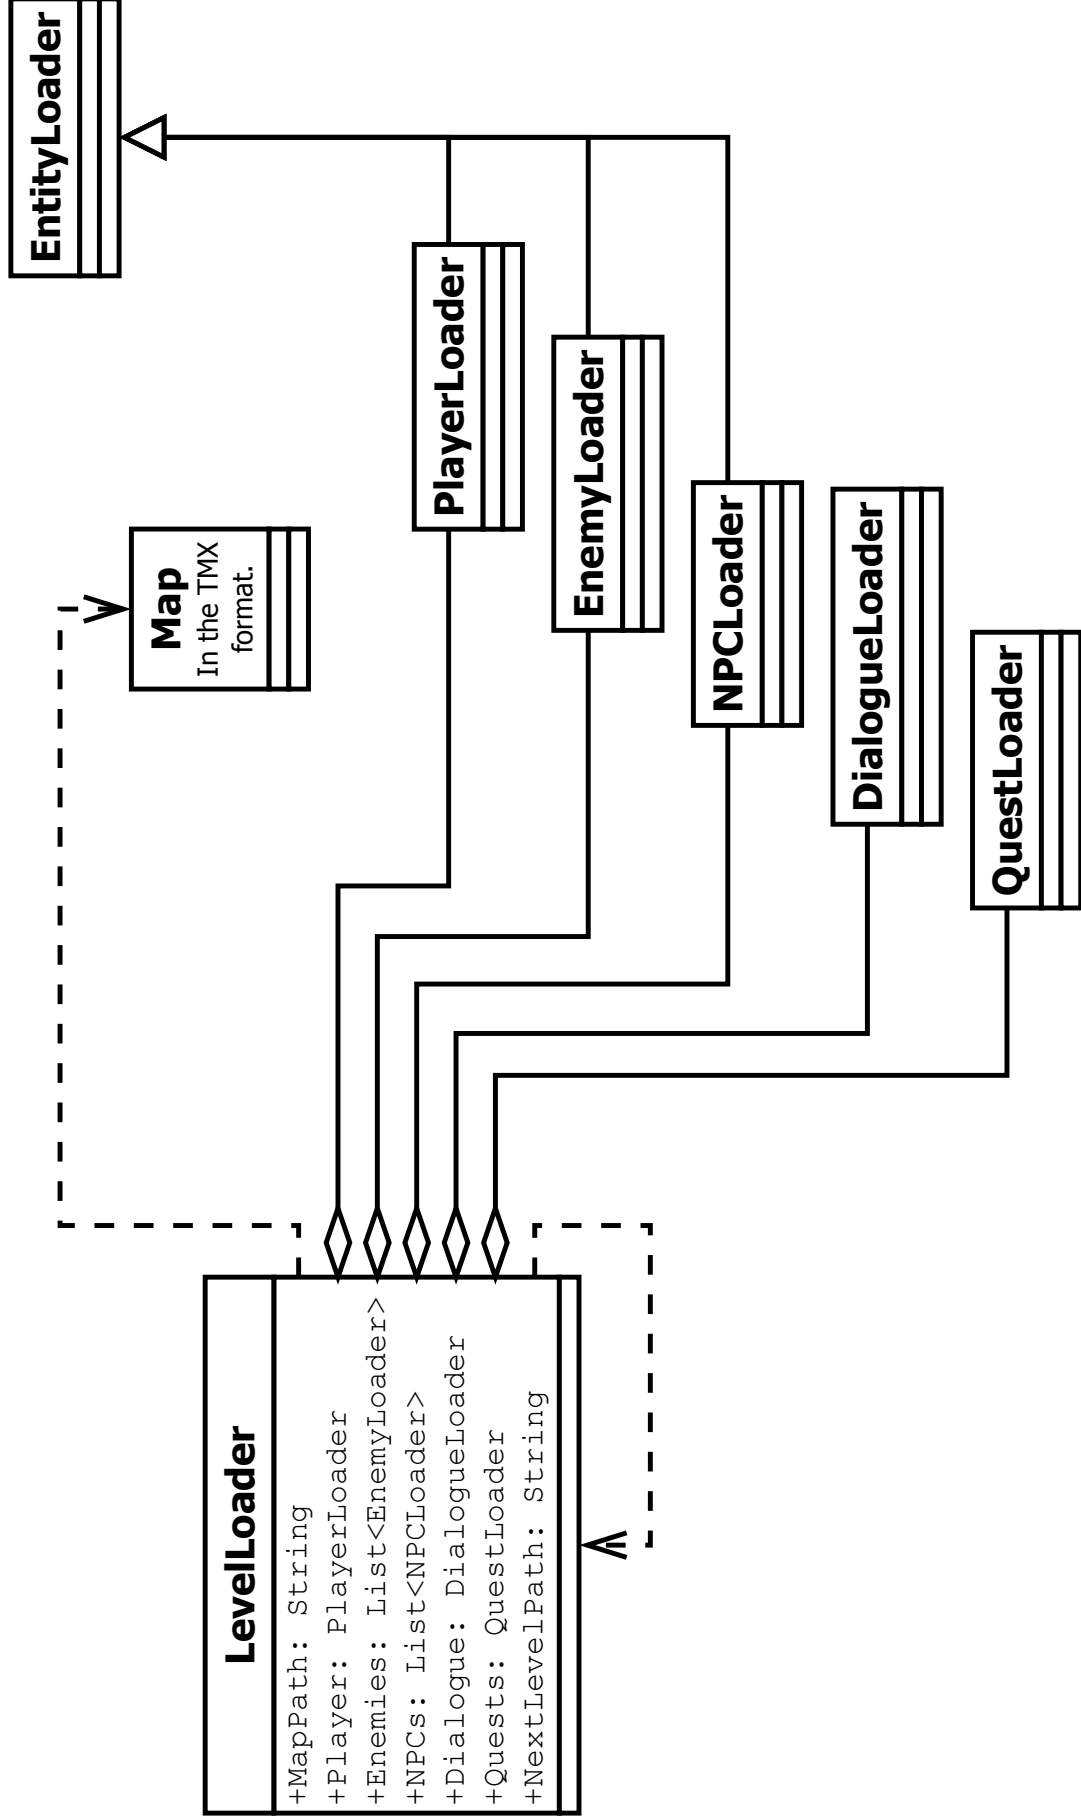 LevelLoader
+MapPath: String
+Player: PlayerLoader
+Enemies: List<EnemyLoader>
+NPCs: List<NPCLoader>
+Dialogue: DialogueLoader
+Quests: QuestLoader
+NextLevelPath: String
Map
In the TMX
format.
EntityLoader
PlayerLoader
EnemyLoader
NPCLoader
DialogueLoader
QuestLoader